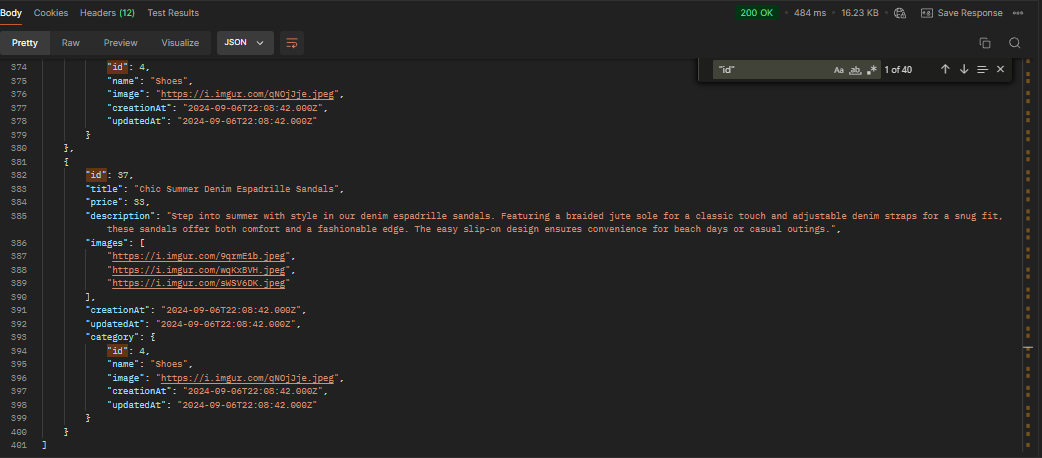 Body Cookies Headers (12) Test Results 200 OK 484 ms 16.23 KB Save Response
Pretty Raw Preview Visualize JSON
"id" Aa ab .* 1 of 40
374 "id": 4,
375 "name": "Shoes",
376 "image": "https://i.imgur.com/qNOjJje.jpeg",
377 "creationAt": "2024-09-06T22:08:42.000Z",
378 "updatedAt": "2024-09-06T22:08:42.000Z"
379 }
380 },
381 {
382 "id": 37,
383 "title": "Chic Summer Denim Espadrille Sandals",
384 "price": 33,
385 "description": "Step into summer with style in our denim espadrille sandals. Featuring a braided jute sole for a classic touch and adjustable denim straps for a snug fit,
these sandals offer both comfort and a fashionable edge. The easy slip-on design ensures convenience for beach days or casual outings.",
386 "images": [
387 "https://i.imgur.com/9qrmE1b.jpeg",
388 "https://i.imgur.com/wqKxBVH.jpeg",
389 "https://i.imgur.com/sWSV6DK.jpeg"
390 ],
391 "creationAt": "2024-09-06T22:08:42.000Z",
392 "updatedAt": "2024-09-06T22:08:42.000Z",
393 "category": {
394 "id": 4,
395 "name": "Shoes",
396 "image": "https://i.imgur.com/qNOjJje.jpeg",
397 "creationAt": "2024-09-06T22:08:42.000Z",
398 "updatedAt": "2024-09-06T22:08:42.000Z"
399 }
400 }
401 ]